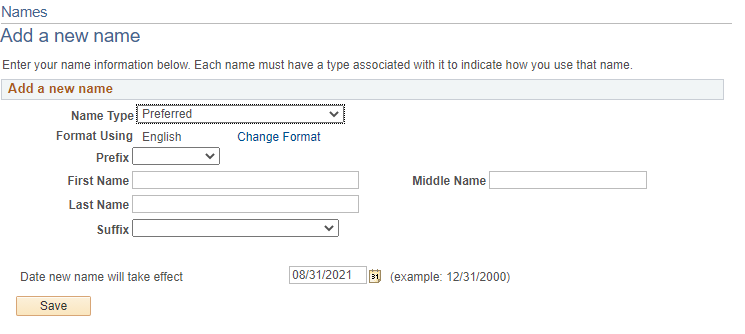 Names
Add a new name
Enter your name information below. Each name must have a type associated with it to indicate how you use that name.
Add a new name
Name Type Preferred
Format Using English Change Format
Prefix
First Name Middle Name
Last Name
Suffix
Date new name will take effect 08/31/2021 31 (example: 12/31/2000)
Save